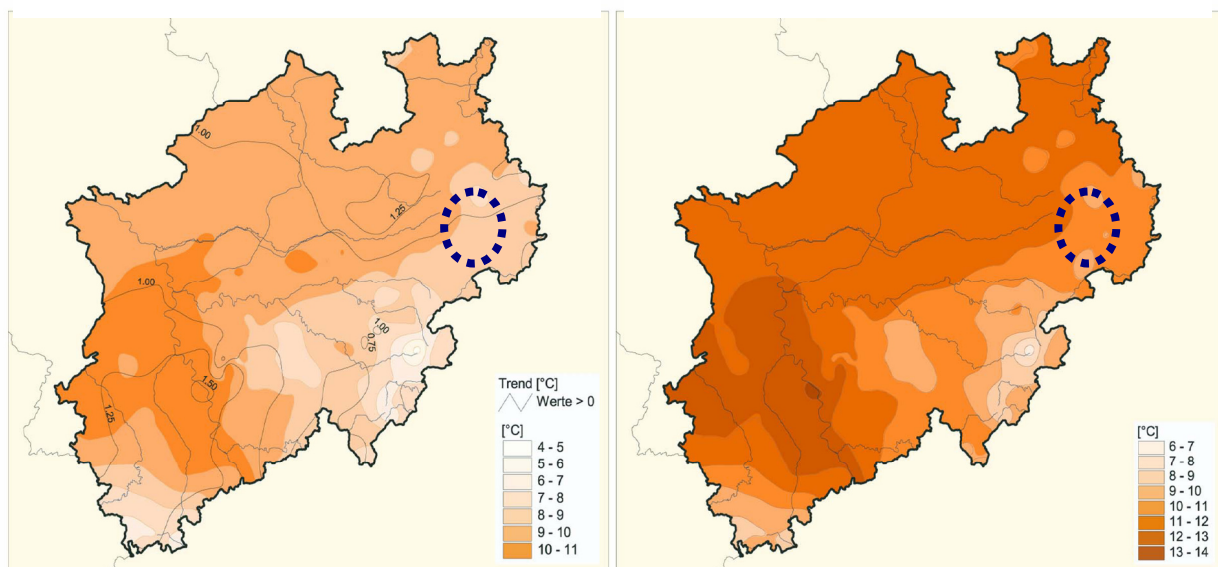 1.00
1.25
1.00
1.00
0.75
1.50
1.25
Trend [°C]
Werte > 0
[°C]
4 - 5
5 - 6
6 - 7
7 - 8
8 - 9
9 - 10
10 - 11
[°C]
6 - 7
7 - 8
8 - 9
9 - 10
10 - 11
11 - 12
12 - 13
13 - 14